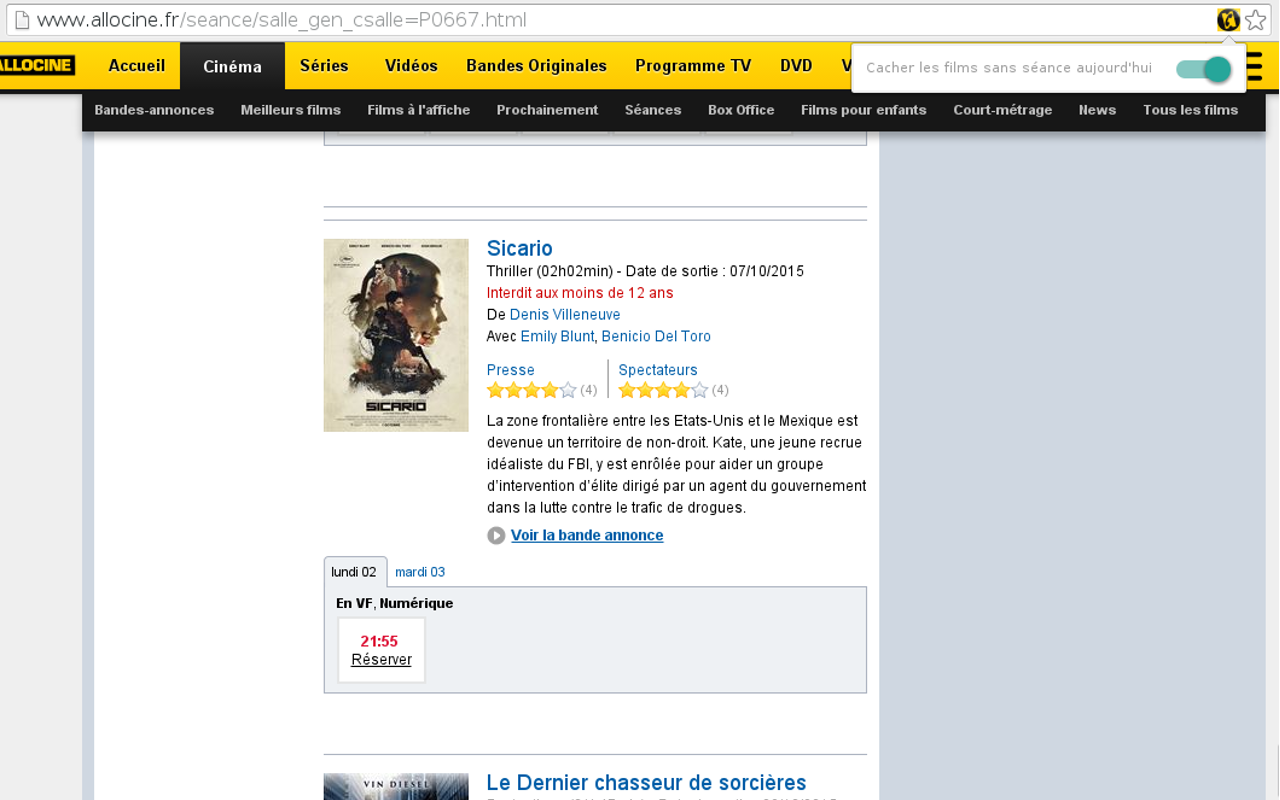 www.allocine.fr/seance/salle_gen_csalle=P0667.html
ALLOCINE Accueil Cinéma Séries Vidéos Bandes Originales Programme TV DVD V
Cacher les films sans séance aujourd'hui
Bandes-annonces Meilleurs films Films à l'affiche Prochainement Séances Box Office Films pour enfants Court-métrage News Tous les films
EMILY BLUNT BENICIO DEL TORO JOSH BROLIN
SICARIO
Sicario
Thriller (02h02min) - Date de sortie : 07/10/2015
Interdit aux moins de 12 ans
De Denis Villeneuve
Avec Emily Blunt, Benicio Del Toro
Presse Spectateurs
(4) (4)
La zone frontalière entre les Etats-Unis et le Mexique est
devenue un territoire de non-droit. Kate, une jeune recrue
idéaliste du FBI, y est enrôlée pour aider un groupe
d'intervention d'élite dirigé par un agent du gouvernement
dans la lutte contre le trafic de drogues.
Voir la bande annonce
lundi 02 mardi 03
En VF, Numérique
21:55
Réserver
VIN DIESEL
Le Dernier chasseur de sorcières